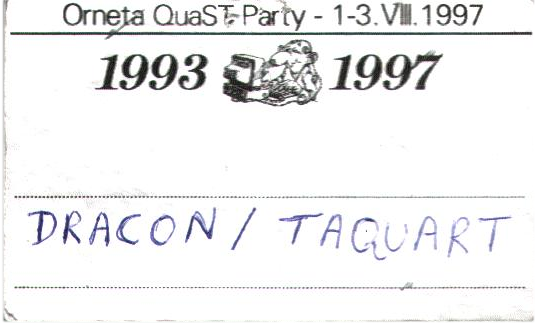 Orneta QuaST Party - 1-3.VIII.1997
1993 1997
DRACON / TAQUART